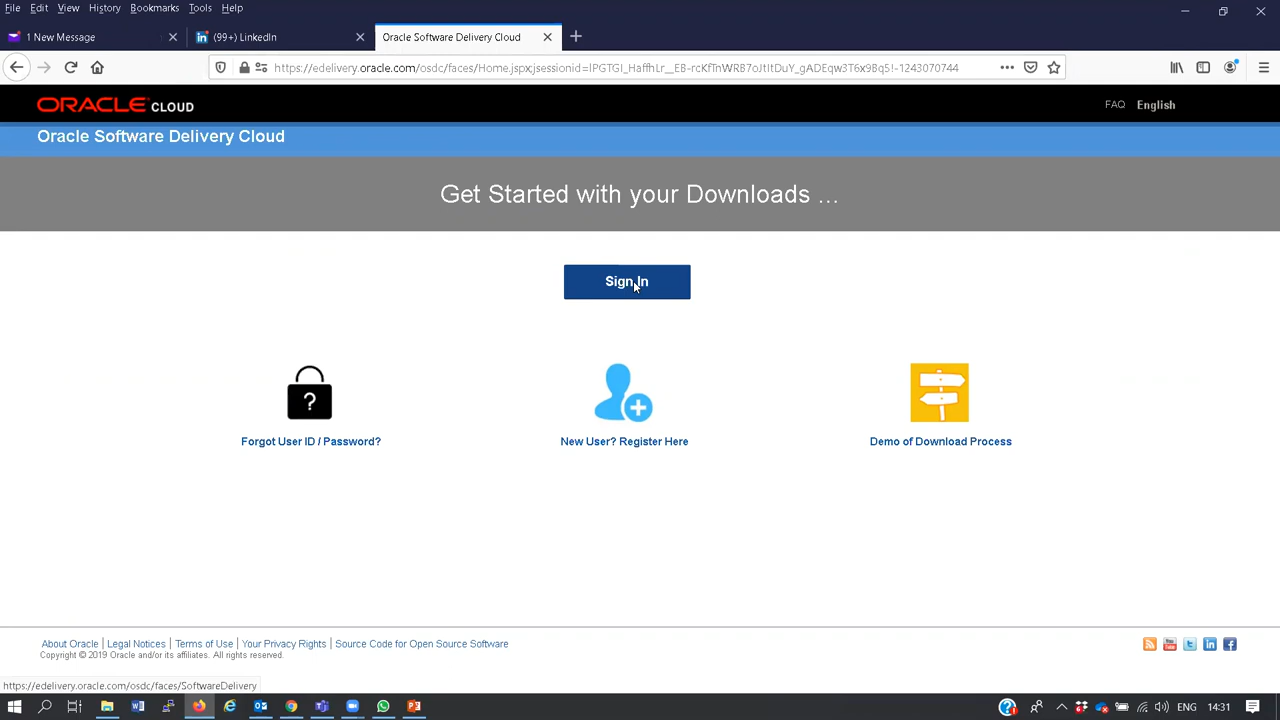 File Edit View History Bookmarks Tools Help
1 New Message
(99+) LinkedIn
Oracle Software Delivery Cloud
ORACLE CLOUD
FAQ English
Oracle Software Delivery Cloud
Get Started with your Downloads ...
Sign In
?
Forgot User ID / Password?
New User? Register Here
Demo of Download Process
About Oracle | Legal Notices | Terms of Use | Your Privacy Rights | Source Code for Open Source Software
Copyright © 2019 Oracle and/or its affiliates. All rights reserved.
https://edelivery.oracle.com/osdc/faces/SoftwareDelivery
ENG 14:31